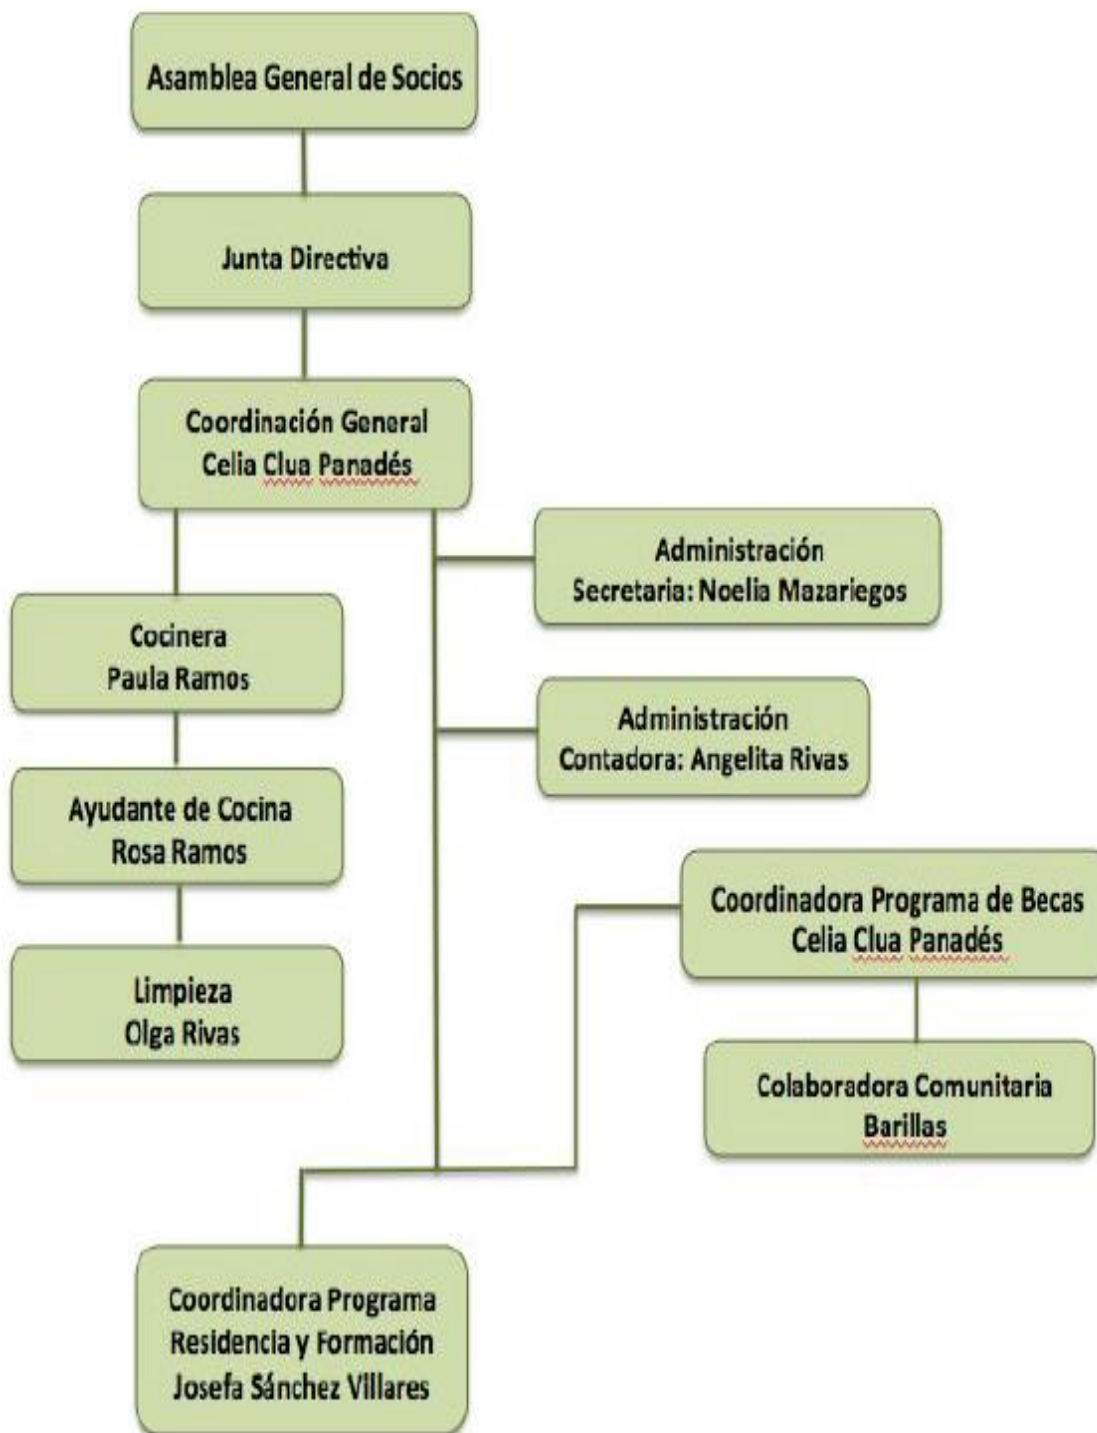 Asamblea General de Socios
Junta Directiva
Coordinación General
Celia Clua Panadés
Administración
Secretaria: Noelia Mazariegos
Cocinera
Paula Ramos
Administración
Contadora: Angelita Rivas
Ayudante de Cocina
Rosa Ramos
Coordinadora Programa de Becas
Celia Clua Panadés
Limpieza
Olga Rivas
Colaboradora Comunitaria
Barillas
Coordinadora Programa
Residencia y Formación
Josefa Sánchez Villares